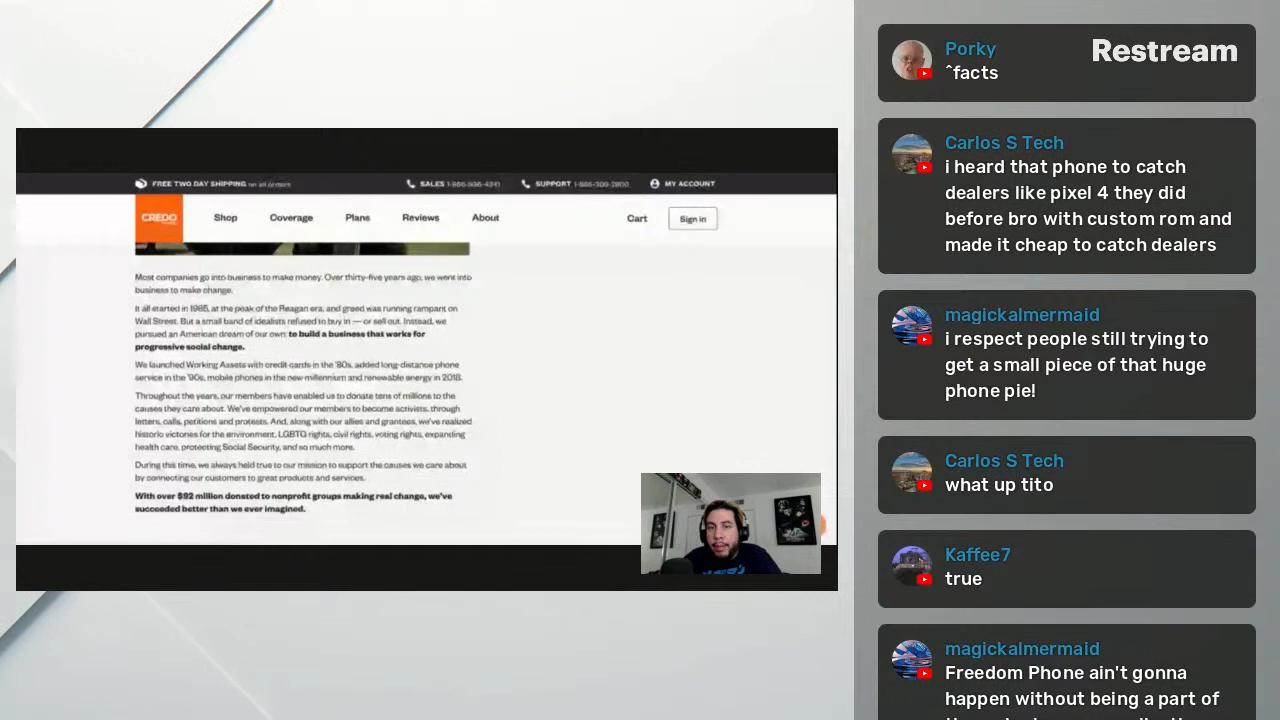 FREE TWO DAY SHIPPING on all devices
SALES
SUPPORT 1-866-309-2800
MY ACCOUNT
CREDO
Shop
Coverage
Plans
Reviews
About
Cart
Sign in
Most companies go into business to make money. Over thirty-five years ago, we went into
business to make change.
It all started in 1985, at the peak of the Reagan era, and greed was running rampant on
Wall Street. But a small band of idealists refused to buy in — or sell out. Instead, we
pursued an American dream of our own: to build a business that works for
progressive social change.
We launched Working Assets with credit cards in the '80s, added long-distance phone
service in the '90s, mobile phones in the new millennium and renewable energy in 2018.
Throughout the years, our members have enabled us to donate tens of millions to the
causes they care about. We've empowered our members to become activists, through
letters, calls, petitions and protests. And, along with our allies and grantees, we've realized
historic victories for the environment, LGBTQ rights, civil rights, voting rights, expanding
health care, protecting Social Security, and so much more.
During this time, we always held true to our mission to support the causes we care about
by connecting our customers to great products and services.
With over $92 million donated to nonprofit groups making real change, we've
succeeded better than we ever imagined.
Restream
Porky
^facts
Carlos S Tech
i heard that phone to catch
dealers like pixel 4 they did
before bro with custom rom and
made it cheap to catch dealers
magickalmermaid
i respect people still trying to
get a small piece of that huge
phone pie!
Carlos S Tech
what up tito
Kaffee7
true
magickalmermaid
Freedom Phone ain't gonna
happen without being a part of